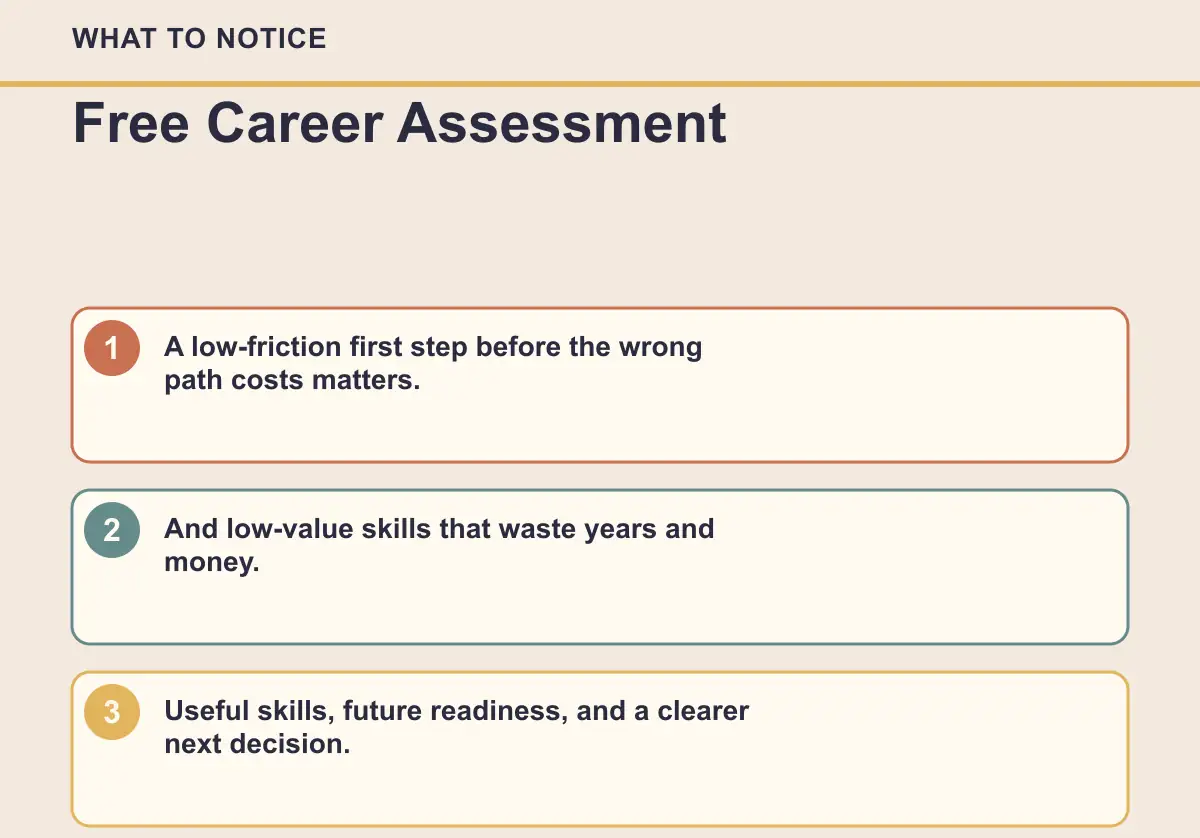 WHAT TO NOTICE
Free Career Assessment
1
A low-friction first step before the wrong
path costs matters.
2
And low-value skills that waste years and
money.
3
Useful skills, future readiness, and a clearer
next decision.